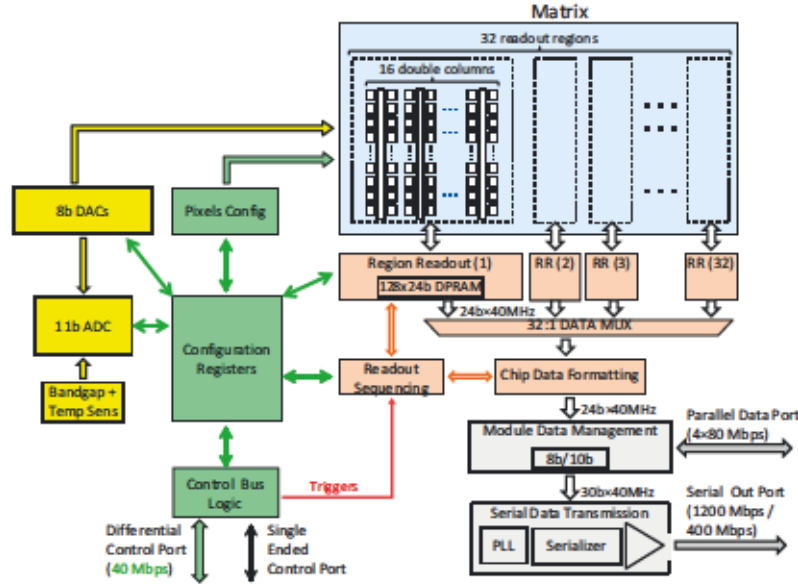 Matrix
32 readout regions
16 double columns
8b DACs
Pixels Config
Region Readout (1)
128x24b DPRAM
RR (2)
RR (3)
RR (32)
24b×40MHz
32:1 DATA MUX
11b ADC
Configuration
Registers
Readout
Sequencing
Chip Data Formatting
Bandgap +
Temp Sens
24b×40MHz
Module Data Management
8b/10b
Parallel Data Port
(4×80 Mbps)
Control Bus
Logic
Triggers
30b×40MHz
Serial Data Transmission
PLL
Serializer
Serial Out Port
(1200 Mbps /
400 Mbps)
Differential
Control Port
(40 Mbps)
Single
Ended
Control Port